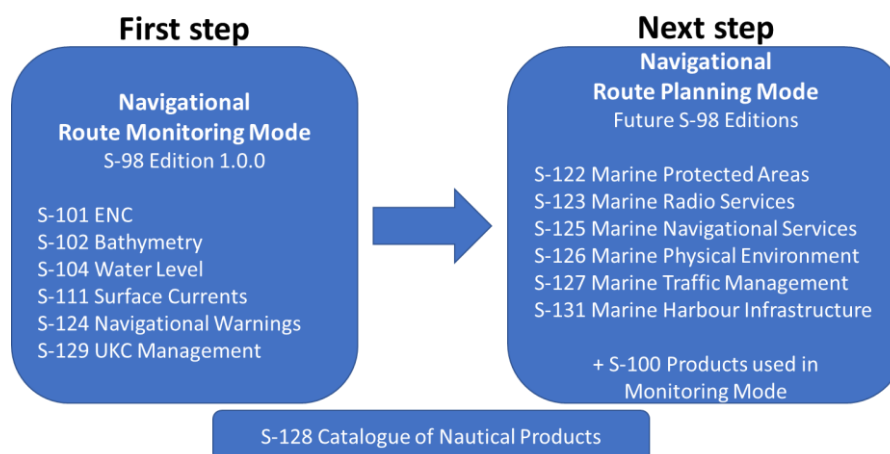 First step
Navigational
Route Monitoring Mode
S-98 Edition 1.0.0
S-101 ENC
S-102 Bathymetry
S-104 Water Level
S-111 Surface Currents
S-124 Navigational Warnings
S-129 UKC Management
Next step
Navigational
Route Planning Mode
Future S-98 Editions
S-122 Marine Protected Areas
S-123 Marine Radio Services
S-125 Marine Navigational Services
S-126 Marine Physical Environment
S-127 Marine Traffic Management
S-131 Marine Harbour Infrastructure
+ S-100 Products used in
Monitoring Mode
S-128 Catalogue of Nautical Products